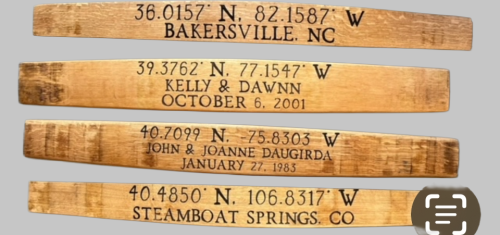 36.0157° N, 82.1587° W
BAKERSVILLE, NC
39.3762° N, 77.1547° W
KELLY & DAWNN
OCTOBER 6, 2001
40.7099 N, -75.8303 W
JOHN & JOANNE DAUGIRDA
JANUARY 27, 1983
40.4850° N, 106.8317° W
STEAMBOAT SPRINGS, CO